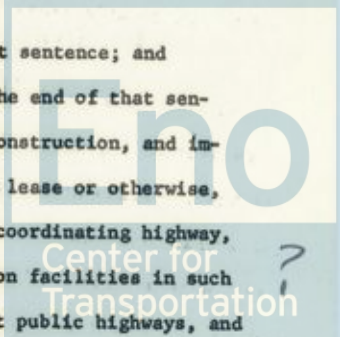 t sentence; and
he end of that sen-
Eno
onstruction, and im-
lease or otherwise,
coordinating highway,
Center for
?
on facilities in such
Transportation
t public highways, and